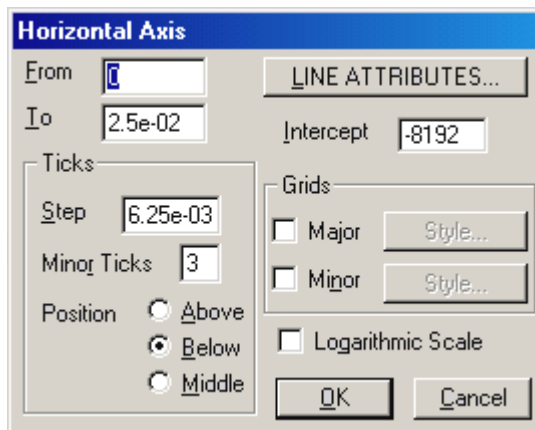 Horizontal Axis
From 0
To 2.5e-02
LINE ATTRIBUTES...
Intercept -8192
Ticks
Step 6.25e-03
Minor Ticks 3
Position Above
Below
Middle
Grids
Major Style...
Minor Style...
Logarithmic Scale
OK Cancel